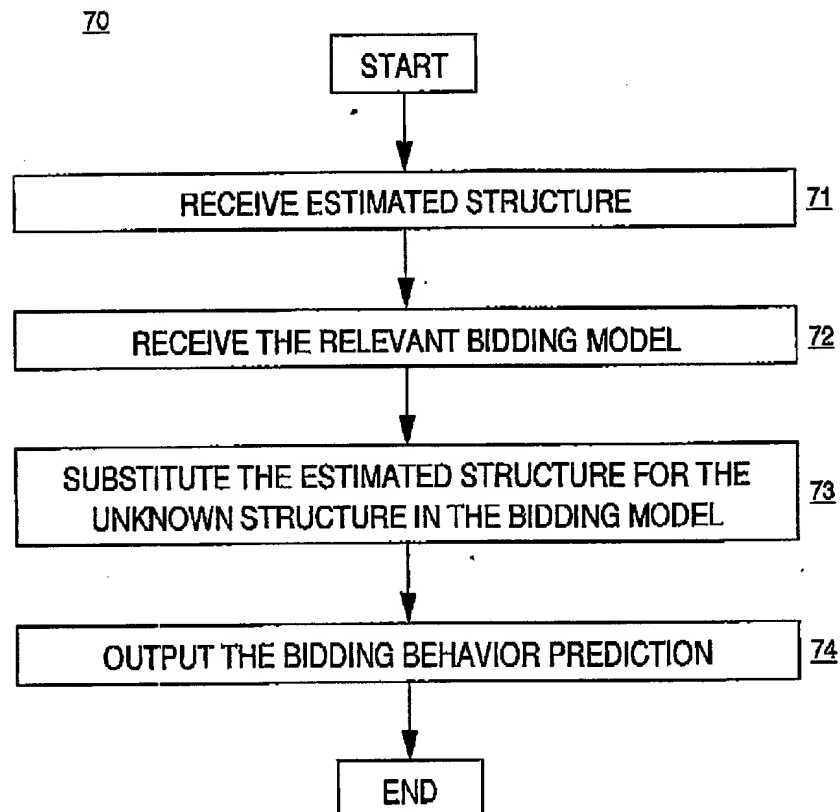 70
START
RECEIVE ESTIMATED STRUCTURE
71
RECEIVE THE RELEVANT BIDDING MODEL
72
SUBSTITUTE THE ESTIMATED STRUCTURE FOR THE
UNKNOWN STRUCTURE IN THE BIDDING MODEL
73
OUTPUT THE BIDDING BEHAVIOR PREDICTION
74
END